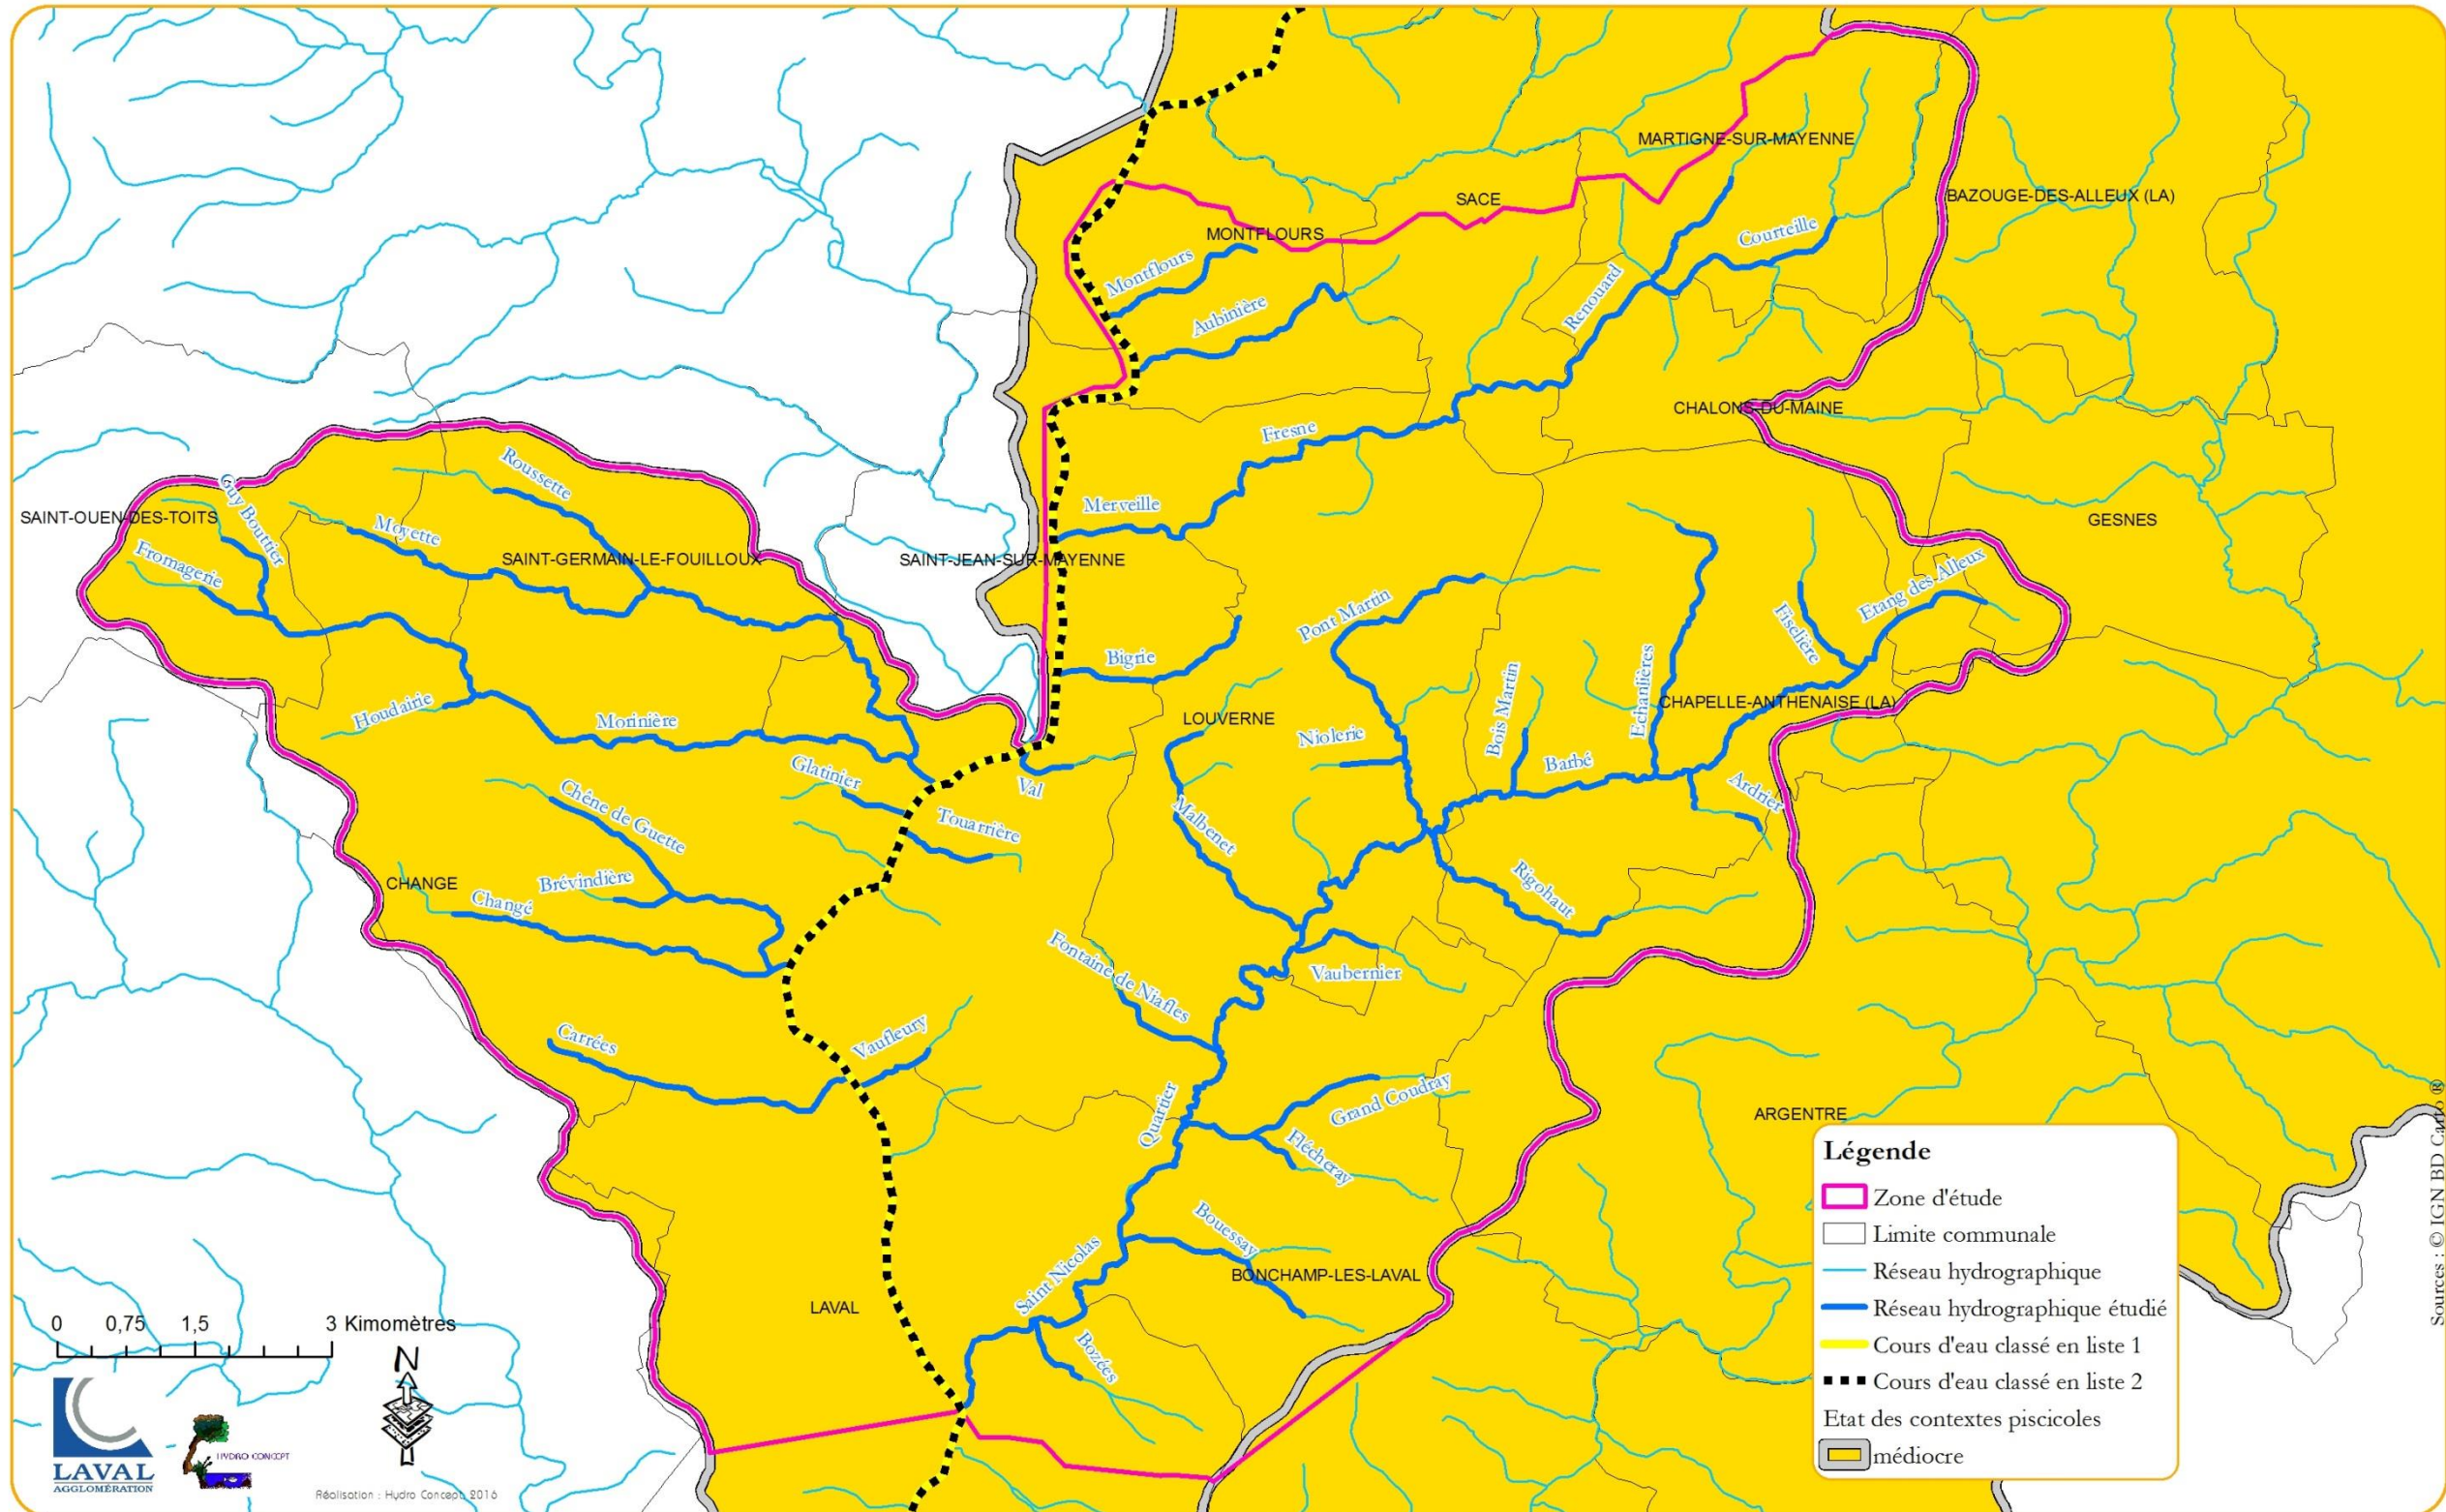 MARTIGNE-SUR-MAYENNE
BAZOUGE-DES-ALLEUX (LA)
SACE
MONTFLOURS
Courteille
Montflours
Renouard
Aubinière
CHALONS-DU-MAINE
Fresne
Roussette
Guy Bouttier
Merveille
SAINT-OUEN-DES-TOITS
GESNES
Moyette
Fromagerie
SAINT-GERMAIN-LE-FOUILLOUX
SAINT-JEAN-SUR-MAYENNE
Etang des Alleux
Pont Martin
Fiselière
Bigrie
Echanlières
Bois Martin
CHAPELLE-ANTHENAISE (LA)
Houdairie
Morinière
LOUVERNE
Niolerie
Barbé
Glatinier
Val
Ardrier
Chêne de Guette
Touarrière
Malbenet
CHANGE
Brévindière
Changé
Rigohaut
Fontaine de Niafles
Vaubernier
Carrées
Vaufleury
Quartier
Grand Coudray
Flécheray
ARGENTRE
Bouessay
BONCHAMP-LES-LAVAL
Saint Nicolas
LAVAL
Bozées
0 0,75 1,5 3 Kimomètres
N
LAVAL
AGGLOMÉRATION
HYDRO CONCEPT
Réalisation : Hydro Concept 2016
Légende
Zone d'étude
Limite communale
Réseau hydrographique
Réseau hydrographique étudié
Cours d'eau classé en liste 1
Cours d'eau classé en liste 2
Etat des contextes piscicoles
médiocre
Sources : © IGN BD Carto ®